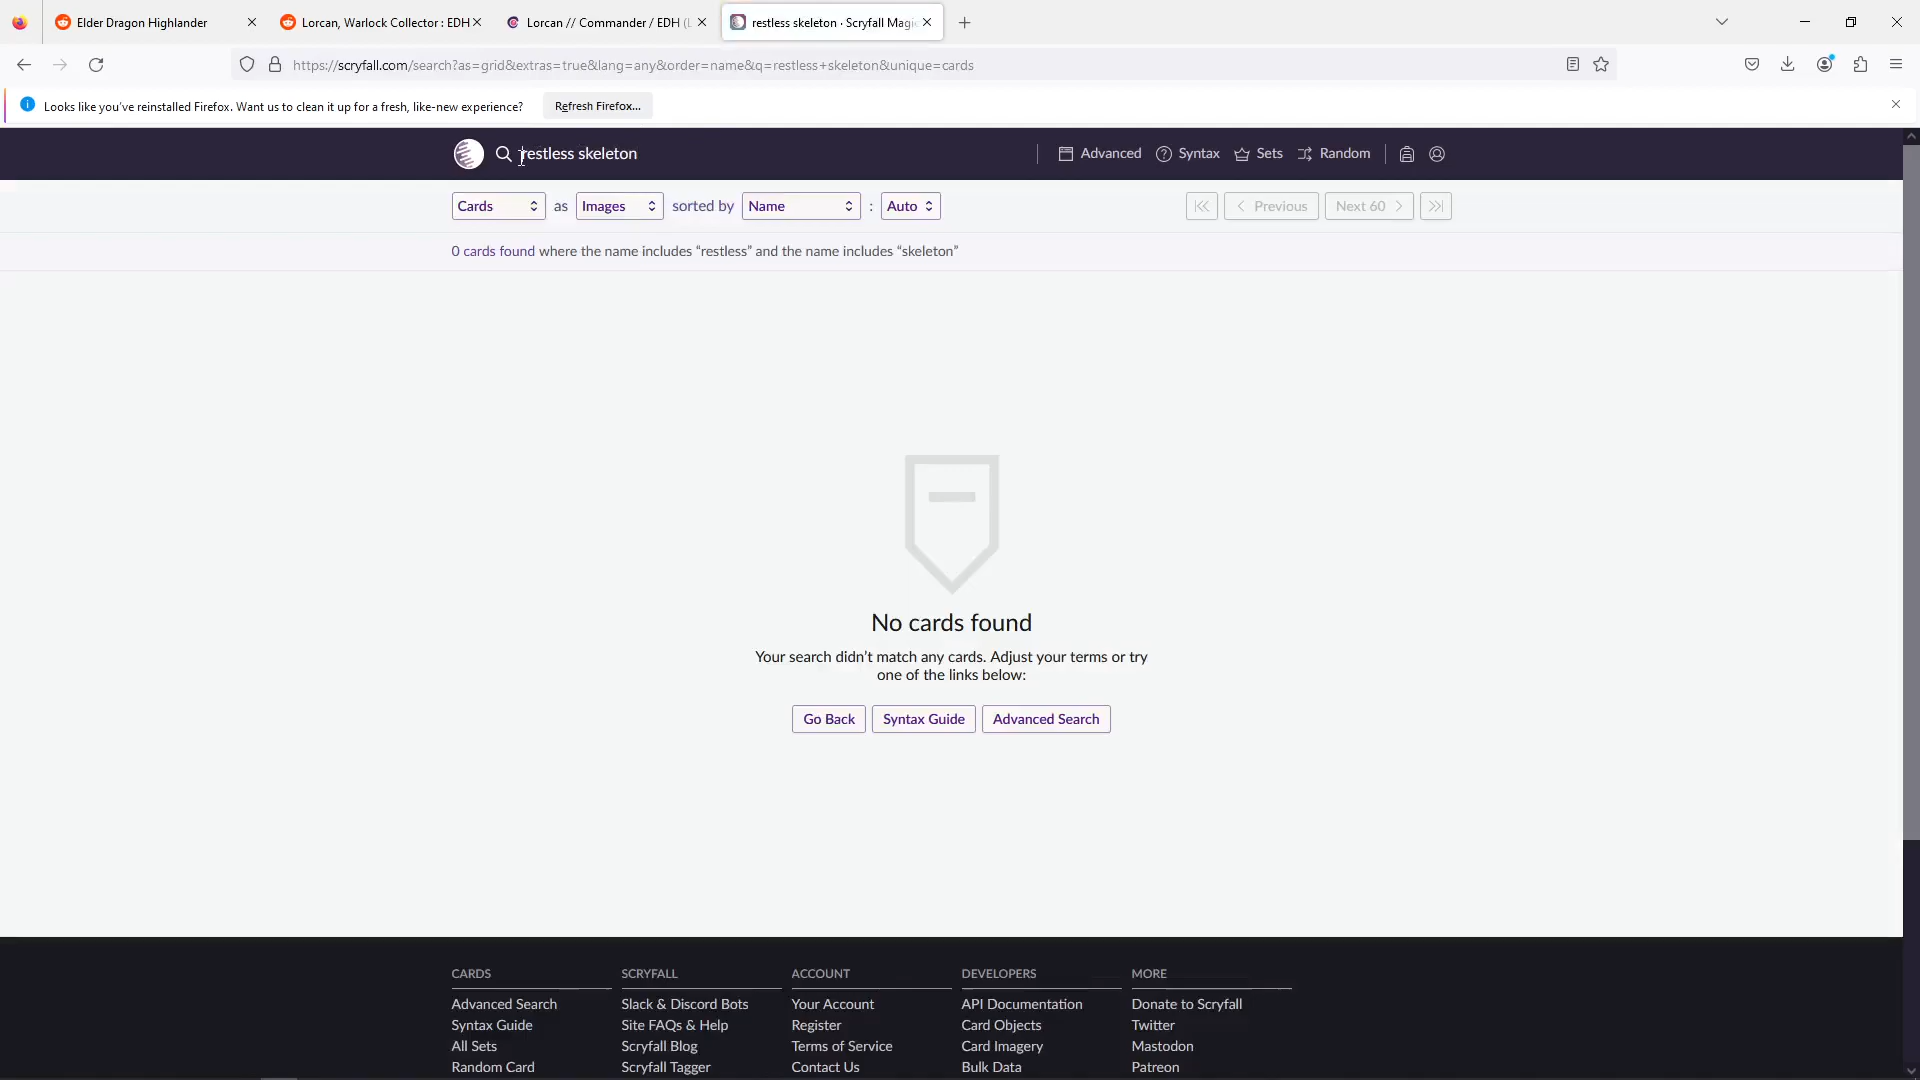 Elder Dragon Highlander
Lorcan, Warlock Collector : EDH
Lorcan // Commander / EDH (L
restless skeleton · Scryfall Magic
https://scryfall.com/search?as=grid&extras=true&lang=any&order=name&q=restless+skeleton&unique=cards
Looks like you've reinstalled Firefox. Want us to clean it up for a fresh, like-new experience?
Refresh Firefox...
restless skeleton
Advanced
Syntax
Sets
Random
Cards as Images sorted by Name : Auto
Previous
Next 60
0 cards found where the name includes “restless” and the name includes “skeleton”
No cards found
Your search didn’t match any cards. Adjust your terms or try
one of the links below:
Go Back
Syntax Guide
Advanced Search
CARDS
Advanced Search
Syntax Guide
All Sets
Random Card
SCRYFALL
Slack & Discord Bots
Site FAQs & Help
Scryfall Blog
Scryfall Tagger
ACCOUNT
Your Account
Register
Terms of Service
Contact Us
DEVELOPERS
API Documentation
Card Objects
Card Imagery
Bulk Data
MORE
Donate to Scryfall
Twitter
Mastodon
Patreon